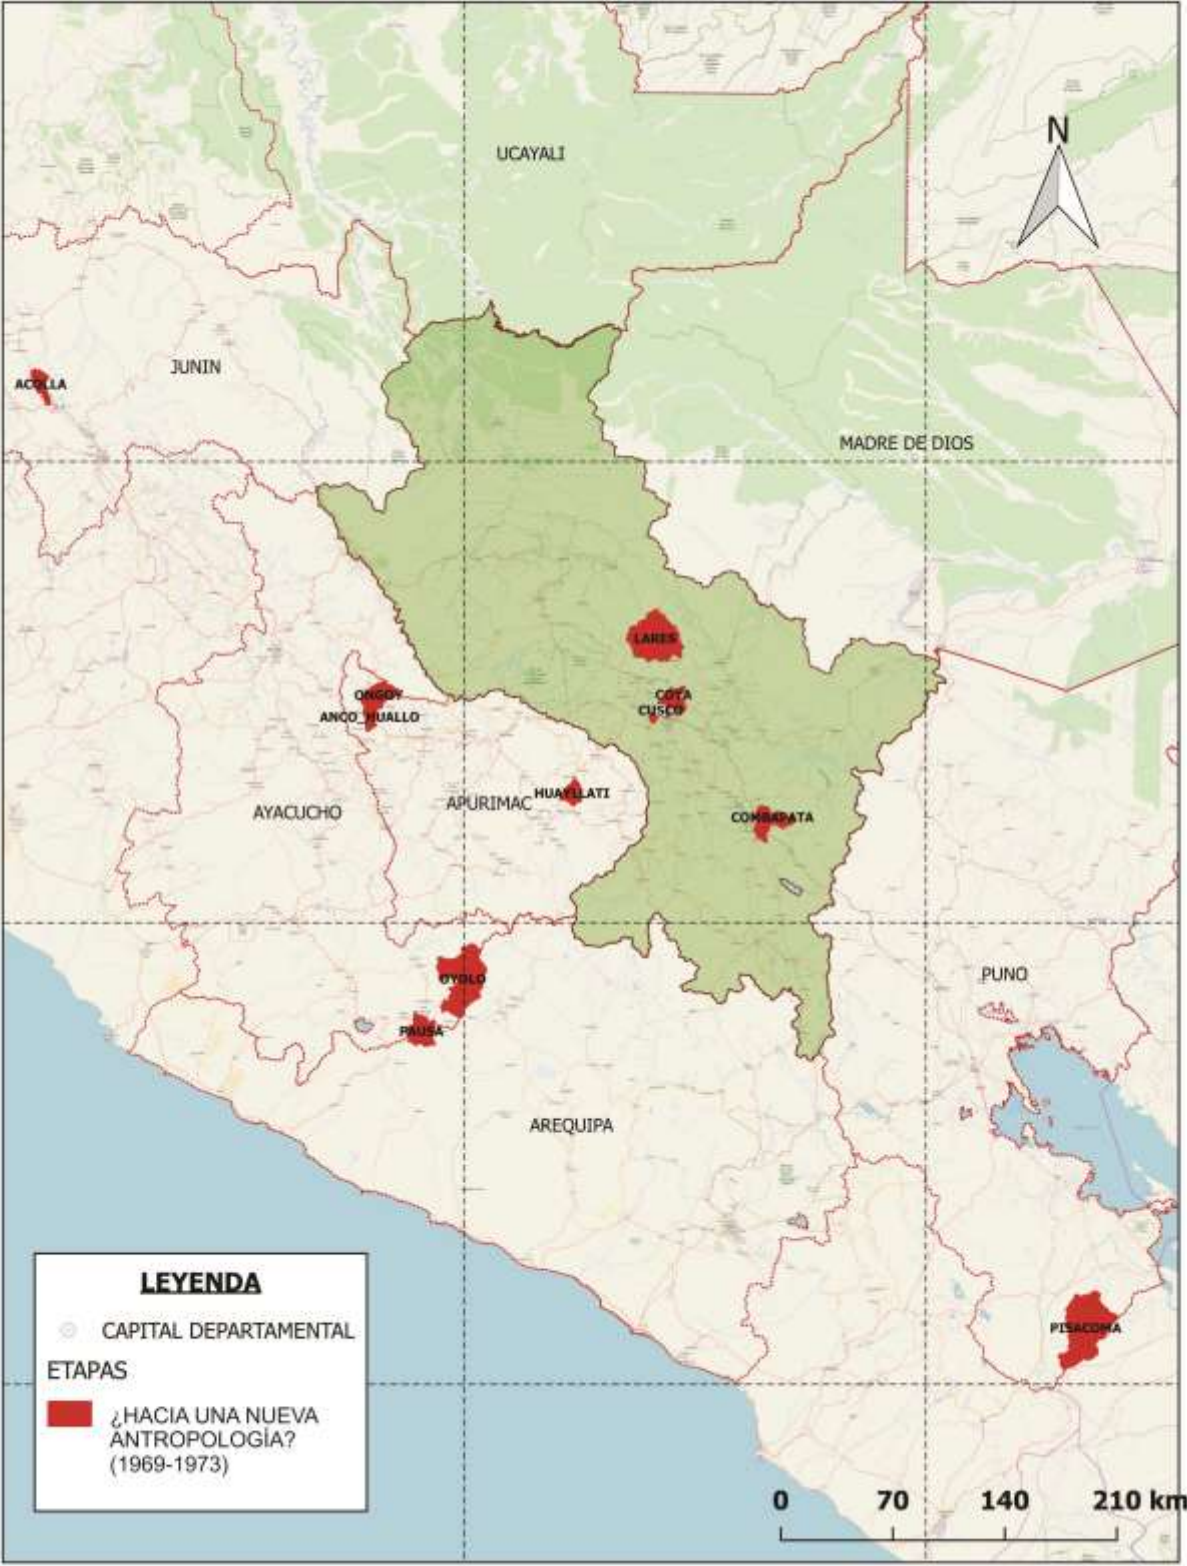 UCAYALI
N
JUNIN
ACOLLA
MADRE DE DIOS
LARES
ONGOY
COYA
CUSCO
ANCO_HUALLO
HUAYLLATI
APURIMAC
AYACUCHO
COMBAPATA
OYOLO
PUNO
PAUSA
AREQUIPA
PISACOMA
LEYENDA
CAPITAL DEPARTAMENTAL
ETAPAS
¿HACIA UNA NUEVA
ANTROPOLOGÍA?
(1969-1973)
0 70 140 210 km